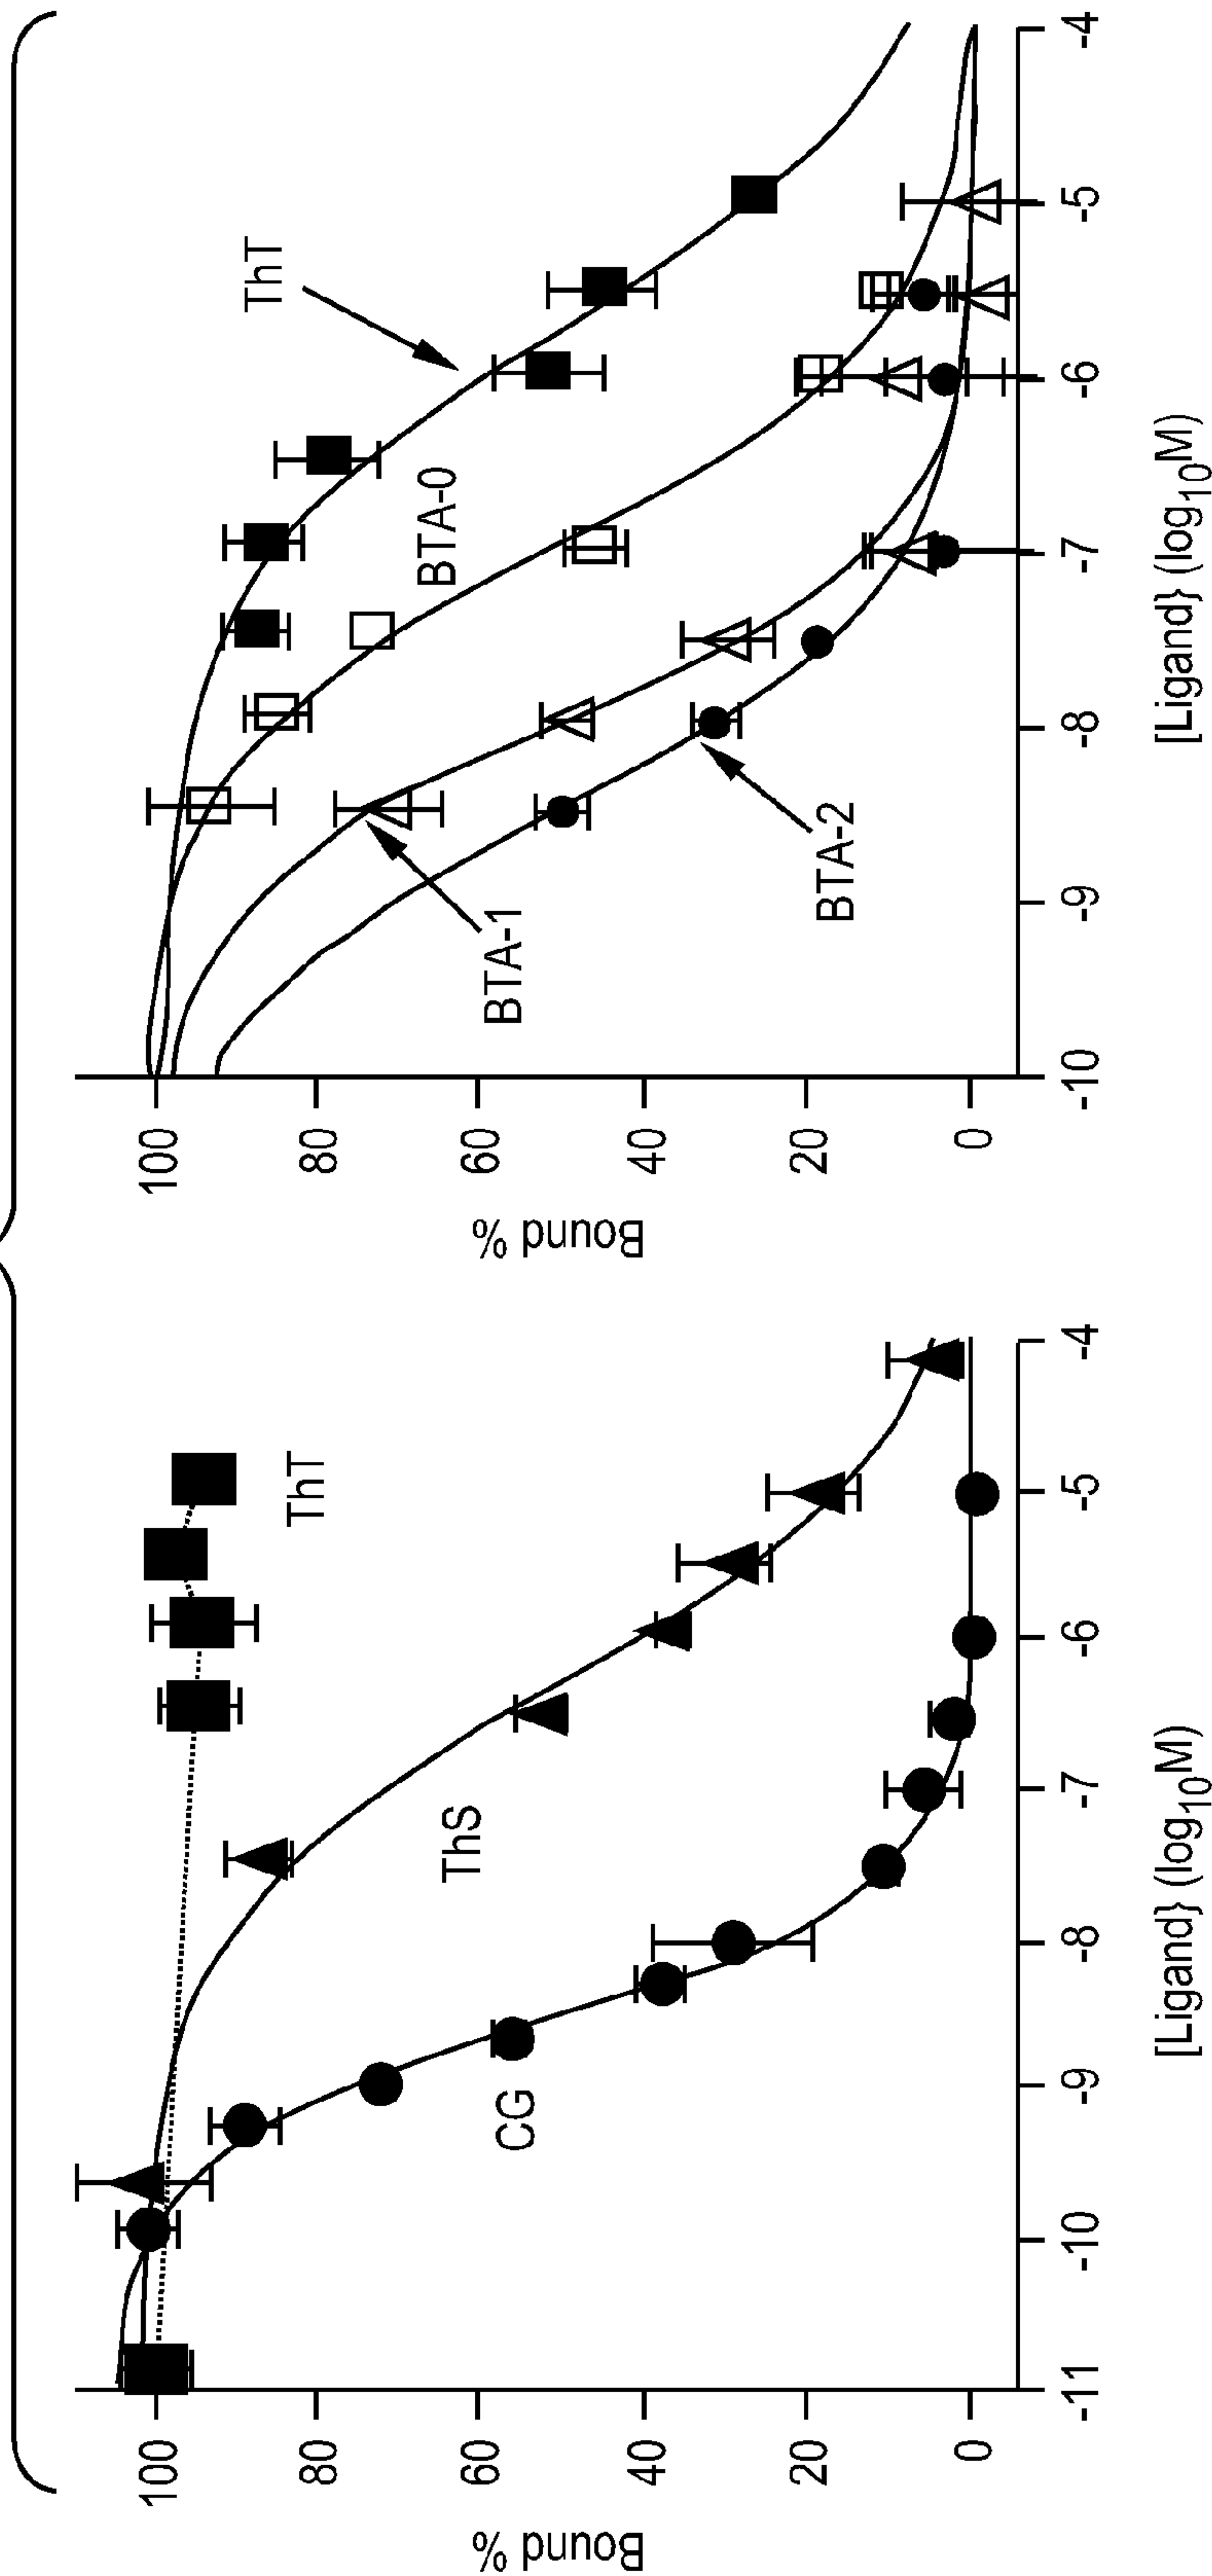 Bound %
100
80
60
40
20
0
-11
-10
-9
-8
-7
-6
-5
-4
[Ligand} (log10M)
CG
ThS
ThT
Bound %
100
80
60
40
20
0
-10
-9
-8
-7
-6
-5
-4
[Ligand} (log10M)
ThT
BTA-0
BTA-1
BTA-2